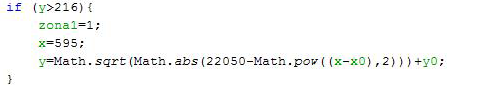 if (y>216){
zona1=1;
x=595;
y=Math.sqrt(Math.abs(22050-Math.pow((x-x0),2)))+y0;
}